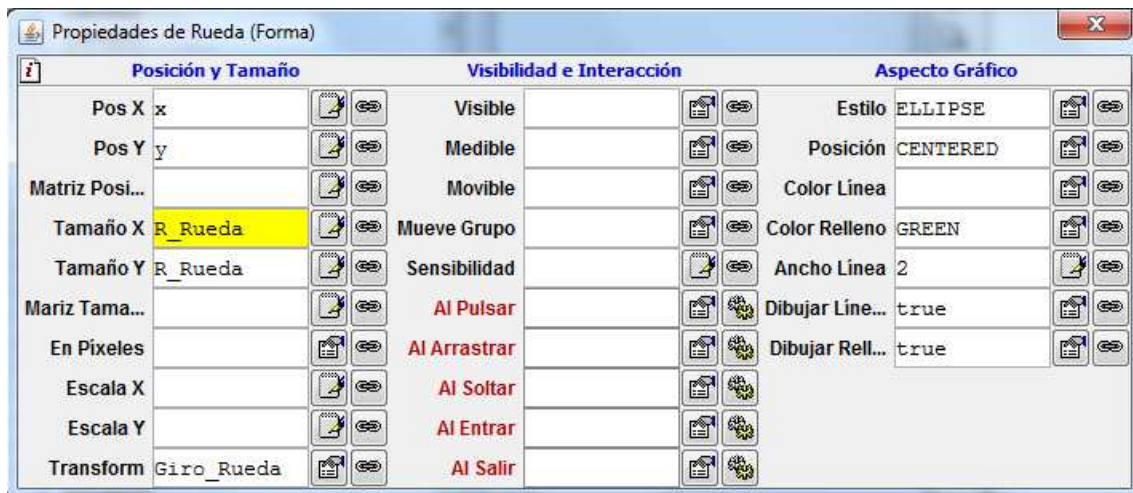 Propiedades de Rueda (Forma)
Posición y Tamaño Visibilidad e Interacción Aspecto Gráfico
Pos X x Visible Estilo ELLIPSE
Pos Y y Medible Posición CENTERED
Matriz Posi... Movible Color Línea
Tamaño X R_Rueda Mueve Grupo Color Relleno GREEN
Tamaño Y R_Rueda Sensibilidad Ancho Línea 2
Mariz Tama... Al Pulsar Dibujar Líne... true
En Píxeles Al Arrastrar Dibujar Rell... true
Escala X Al Soltar
Escala Y Al Entrar
Transform Giro_Rueda Al Salir